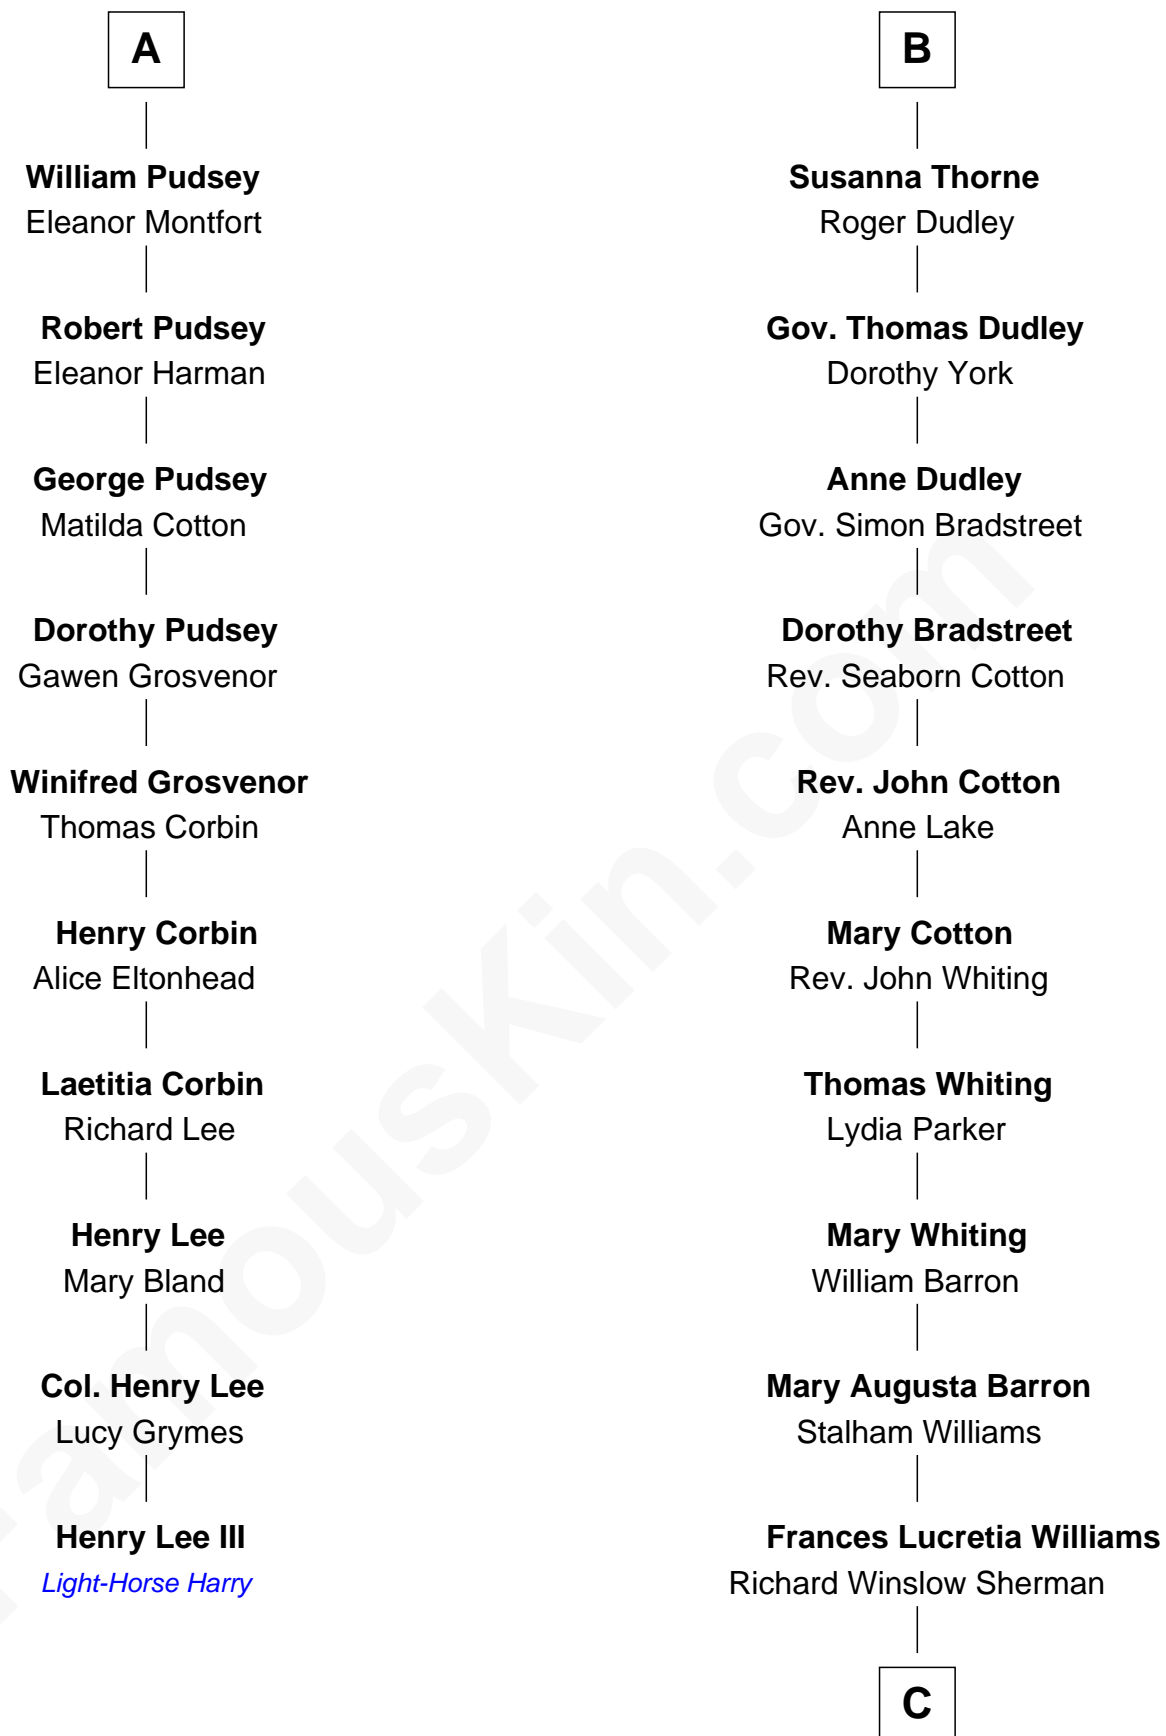 A
William Pudsey
Eleanor Montfort
Robert Pudsey
Eleanor Harman
George Pudsey
Matilda Cotton
Dorothy Pudsey
Gawen Grosvenor
Winifred Grosvenor
Thomas Corbin
Henry Corbin
Alice Eltonhead
Laetitia Corbin
Richard Lee
Henry Lee
Mary Bland
Col. Henry Lee
Lucy Grymes
Henry Lee III
Light-Horse Harry
B
Susanna Thorne
Roger Dudley
Gov. Thomas Dudley
Dorothy York
Anne Dudley
Gov. Simon Bradstreet
Dorothy Bradstreet
Rev. Seaborn Cotton
Rev. John Cotton
Anne Lake
Mary Cotton
Rev. John Whiting
Thomas Whiting
Lydia Parker
Mary Whiting
William Barron
Mary Augusta Barron
Stalham Williams
Frances Lucretia Williams
Richard Winslow Sherman
C
FamousKin.com